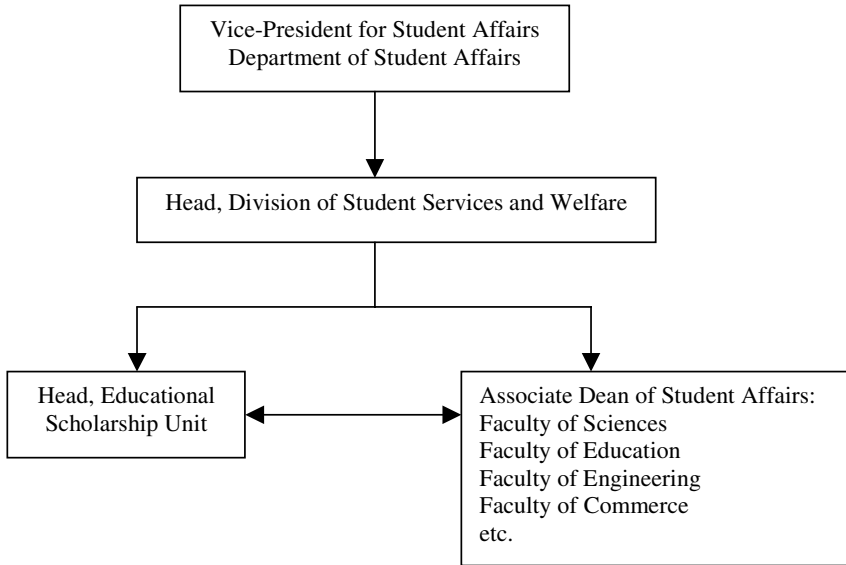 Vice-President for Student Affairs
Department of Student Affairs
Head, Division of Student Services and Welfare
Head, Educational
Scholarship Unit
Associate Dean of Student Affairs:
Faculty of Sciences
Faculty of Education
Faculty of Engineering
Faculty of Commerce
etc.